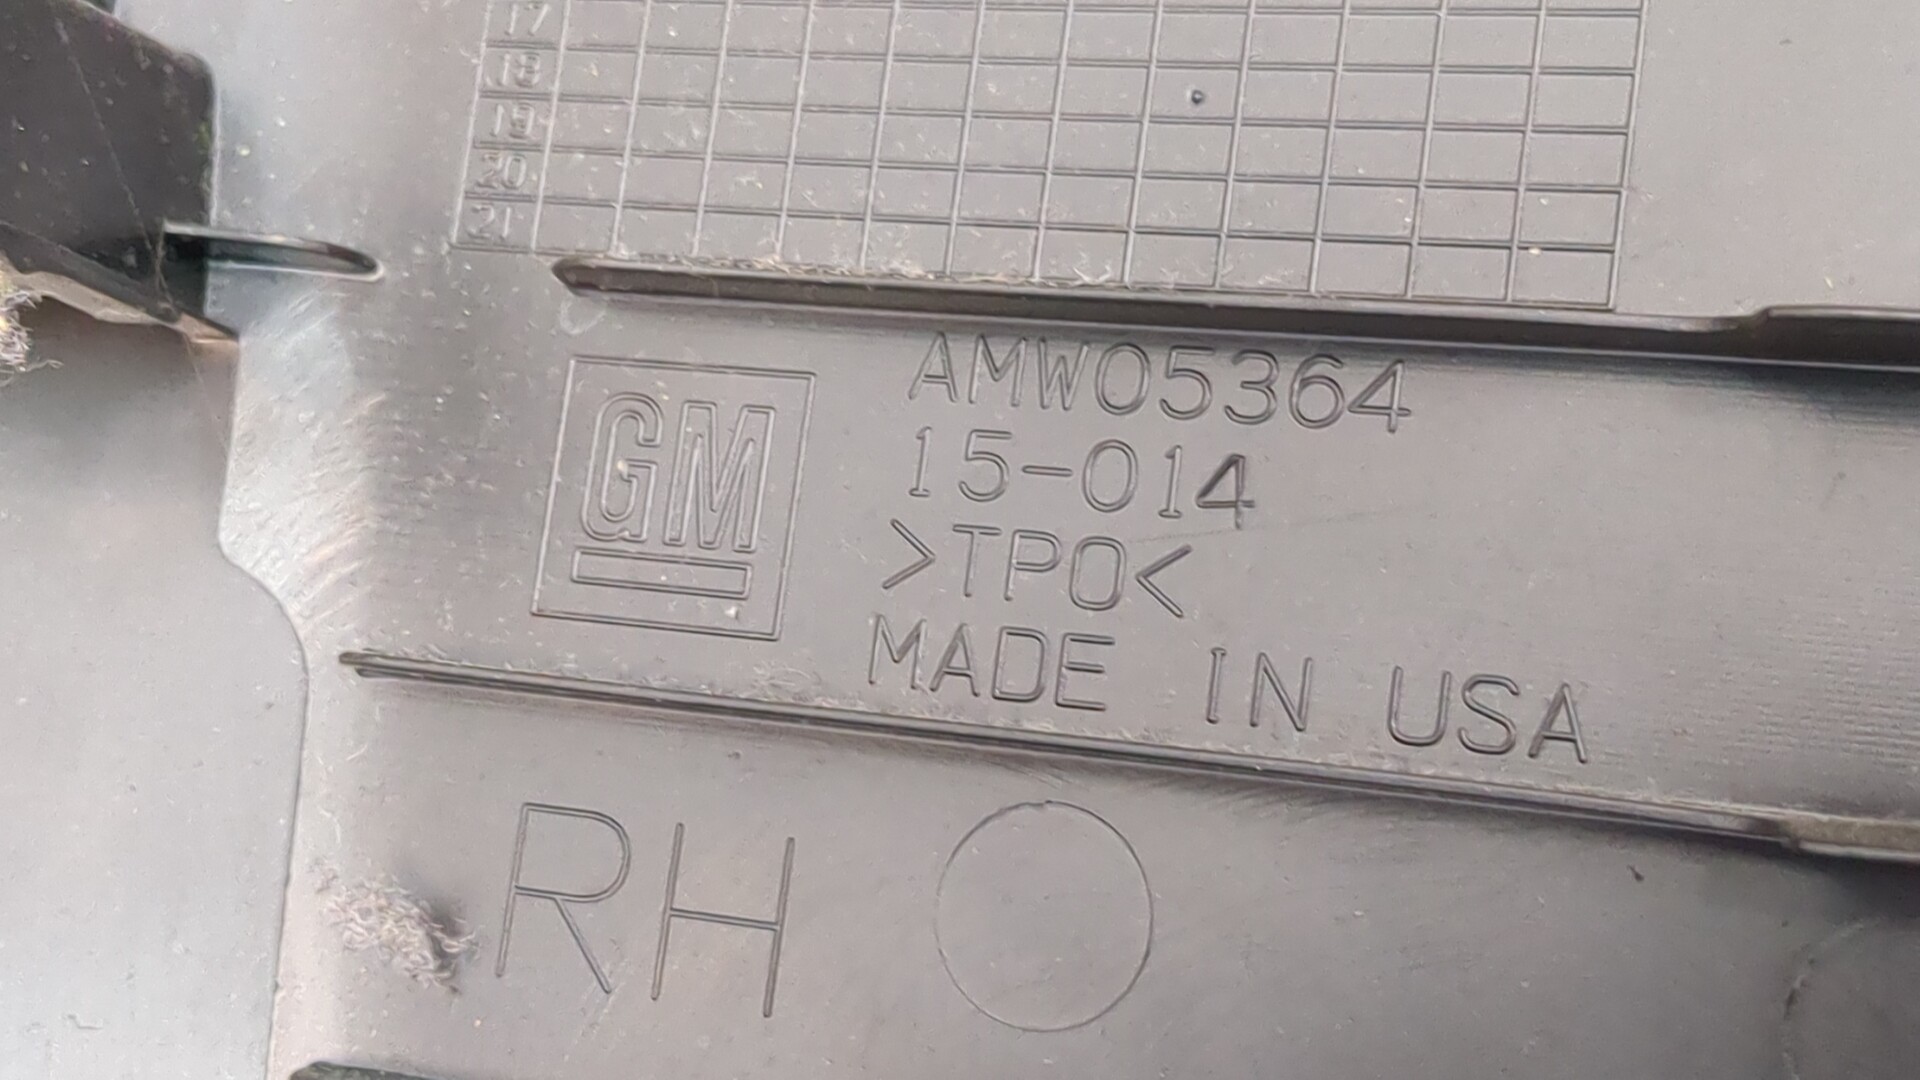 17
18
19
20
21
GM
AMW05364
15-014
>TPO<
MADE IN USA
RH